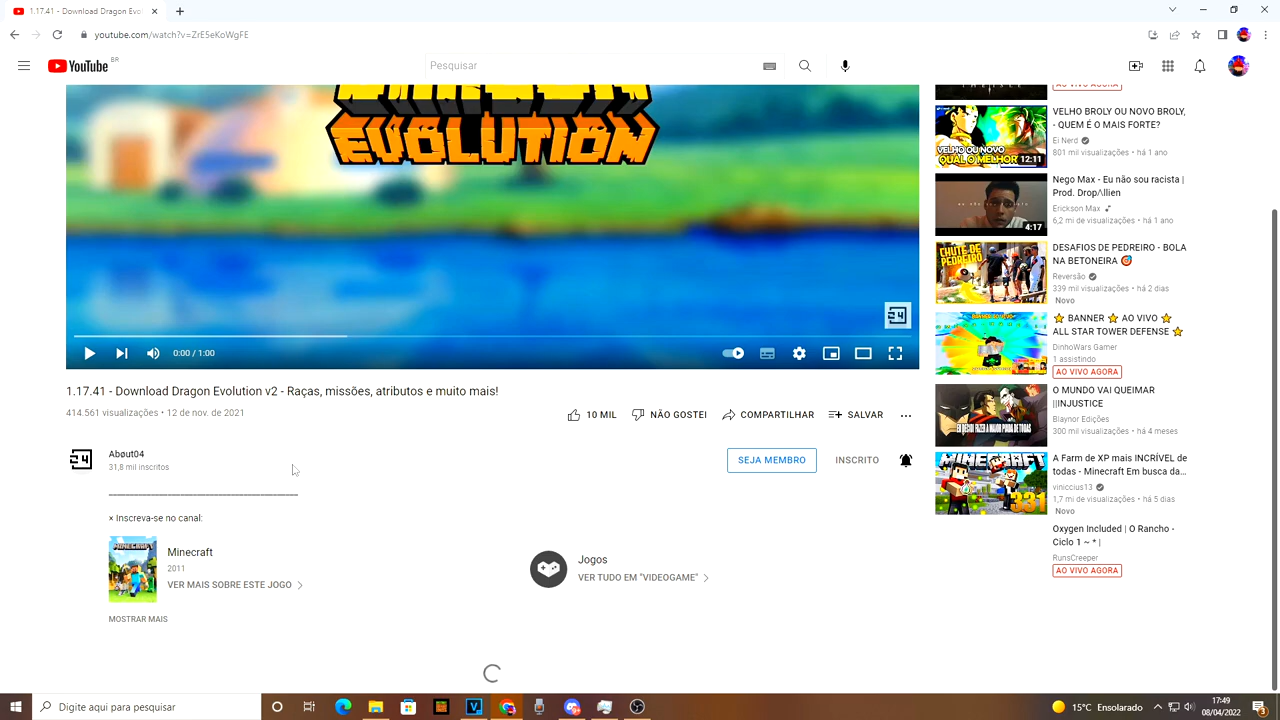 1.17.41 - Download Dragon Evol
youtube.com/watch?v=ZrE5eKoWgFE
YouTube BR
Pesquisar
EVOLUTION
0:00 / 1:00
1.17.41 - Download Dragon Evolution v2 - Raças, missões, atributos e muito mais!
414.561 visualizações • 12 de nov. de 2021
10 MIL
NÃO GOSTEI
COMPARTILHAR
SALVAR
Abøut04
31,8 mil inscritos
SEJA MEMBRO
INSCRITO
× Inscreva-se no canal:
MINECRAFT
Minecraft
2011
VER MAIS SOBRE ESTE JOGO
Jogos
VER TUDO EM "VIDEOGAME"
MOSTRAR MAIS
AO VIVO AGORA
VELHO OU NOVO
QUAL O MELHOR
12:11
VELHO BROLY OU NOVO BROLY,
- QUEM É O MAIS FORTE?
Ei Nerd
801 mil visualizações • há 1 ano
4:17
Nego Max - Eu não sou racista |
Prod. DropΛllien
Erickson Max
6,2 mi de visualizações • há 1 ano
CHUTE DE
PEDREIRO
DESAFIOS DE PEDREIRO - BOLA
NA BETONEIRA
Reversão
339 mil visualizações • há 2 dias
Novo
BANNER AO VIVO
ALL STAR TOWER DEFENSE
DinhoWars Gamer
1 assistindo
AO VIVO AGORA
O MUNDO VAI QUEIMAR
||INJUSTICE
Blaynor Edições
300 mil visualizações • há 4 meses
MINECRAFT
331
A Farm de XP mais INCRÍVEL de
todas - Minecraft Em busca da...
viniccius13
1,7 mi de visualizações • há 5 dias
Novo
Oxygen Included | O Rancho -
Ciclo 1 ~ * |
RunsCreeper
AO VIVO AGORA
Digite aqui para pesquisar
15°C Ensolarado
17:49
08/04/2022